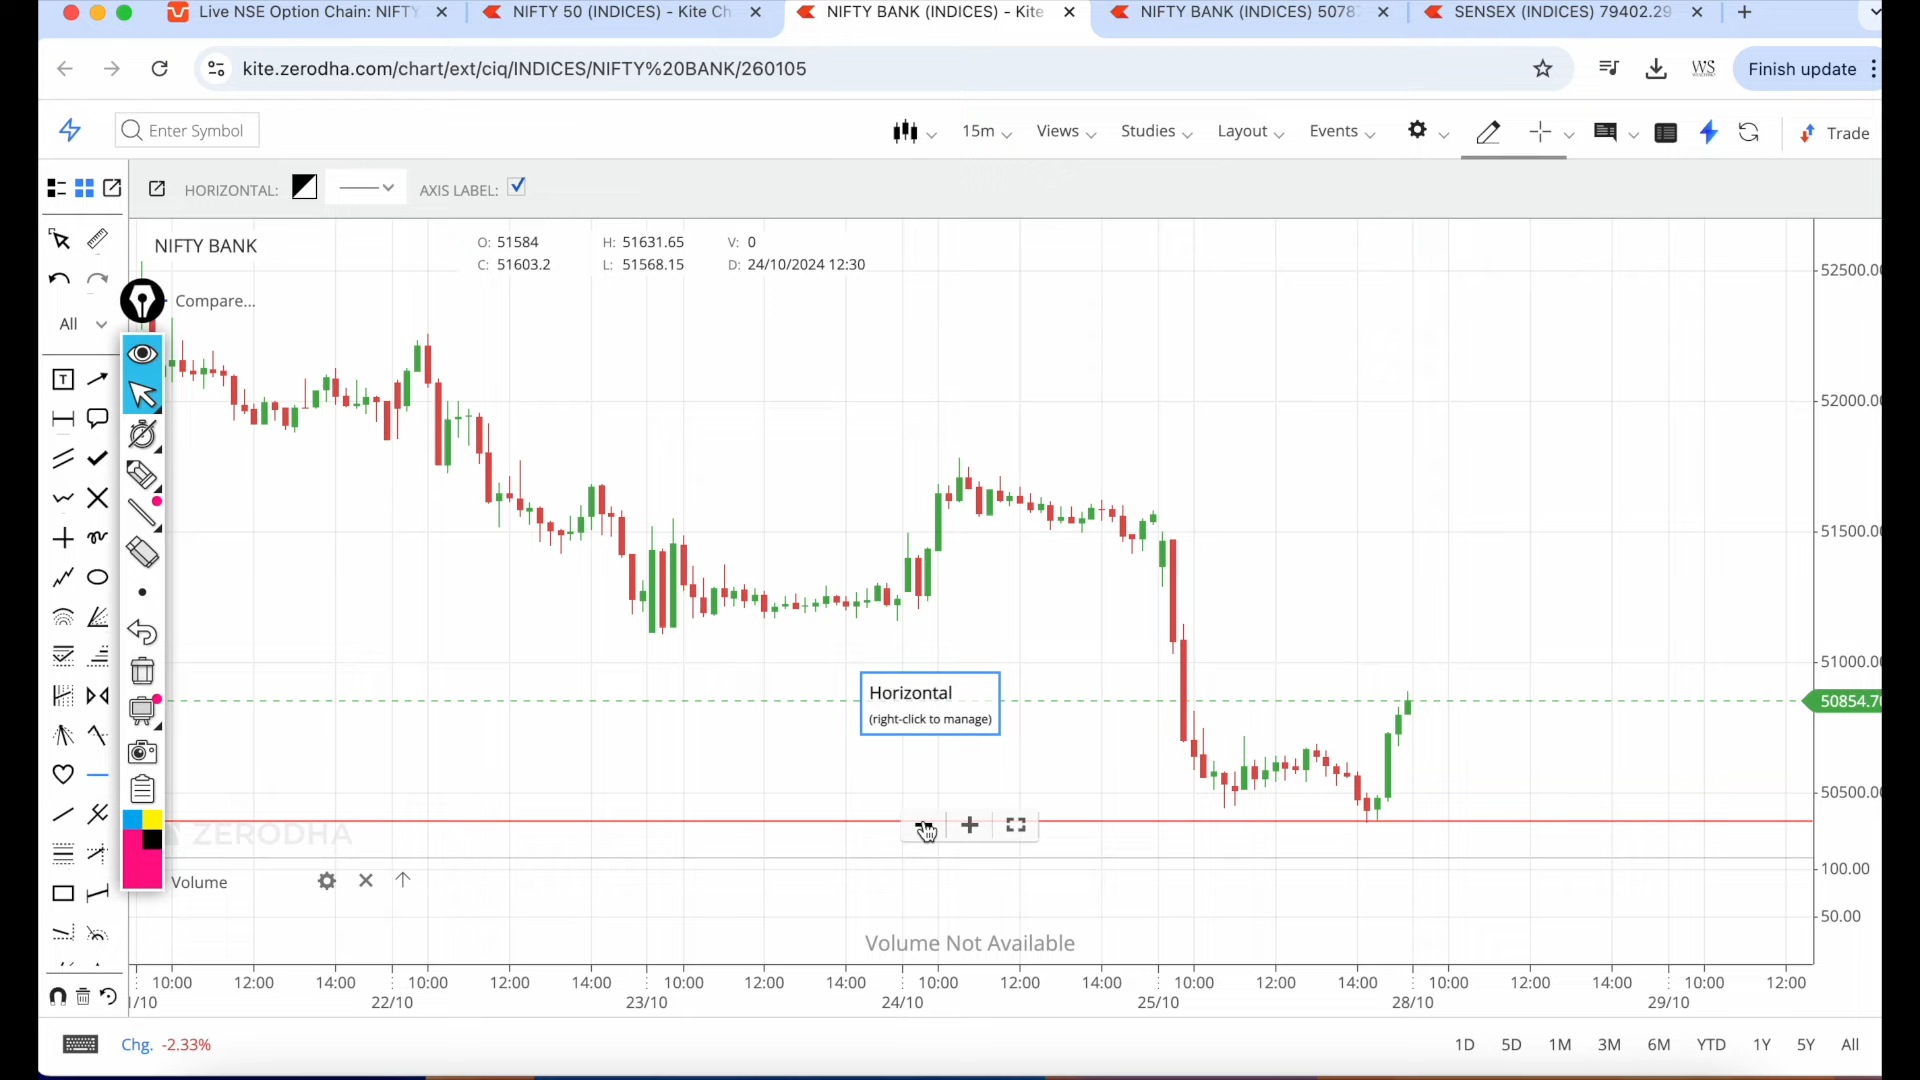 Live NSE Option Chain: NIFTY
NIFTY 50 (INDICES) - Kite Ch
NIFTY BANK (INDICES) - Kite
NIFTY BANK (INDICES) 5078
SENSEX (INDICES) 79402.29
kite.zerodha.com/chart/ext/ciq/INDICES/NIFTY%20BANK/260105
WS
Finish update
Enter Symbol
15m
Views
Studies
Layout
Events
Trade
HORIZONTAL:
AXIS LABEL:
NIFTY BANK
O: 51584
H: 51631.65
V: 0
C: 51603.2
L: 51568.15
D: 24/10/2024 12:30
Compare...
All
T
52500.0
52000.0
51500.0
51000.0
50854.70
50500.0
100.00
50.00
Horizontal
(right-click to manage)
ZERODHA
Volume
Volume Not Available
10:00 12:00 14:00 10:00 12:00 14:00 10:00 12:00 14:00 10:00 12:00 14:00 10:00 12:00 14:00 10:00 12:00 14:00 10:00 12:00
1/10 22/10 23/10 24/10 25/10 28/10 29/10
Chg. -2.33%
1D 5D 1M 3M 6M YTD 1Y 5Y All